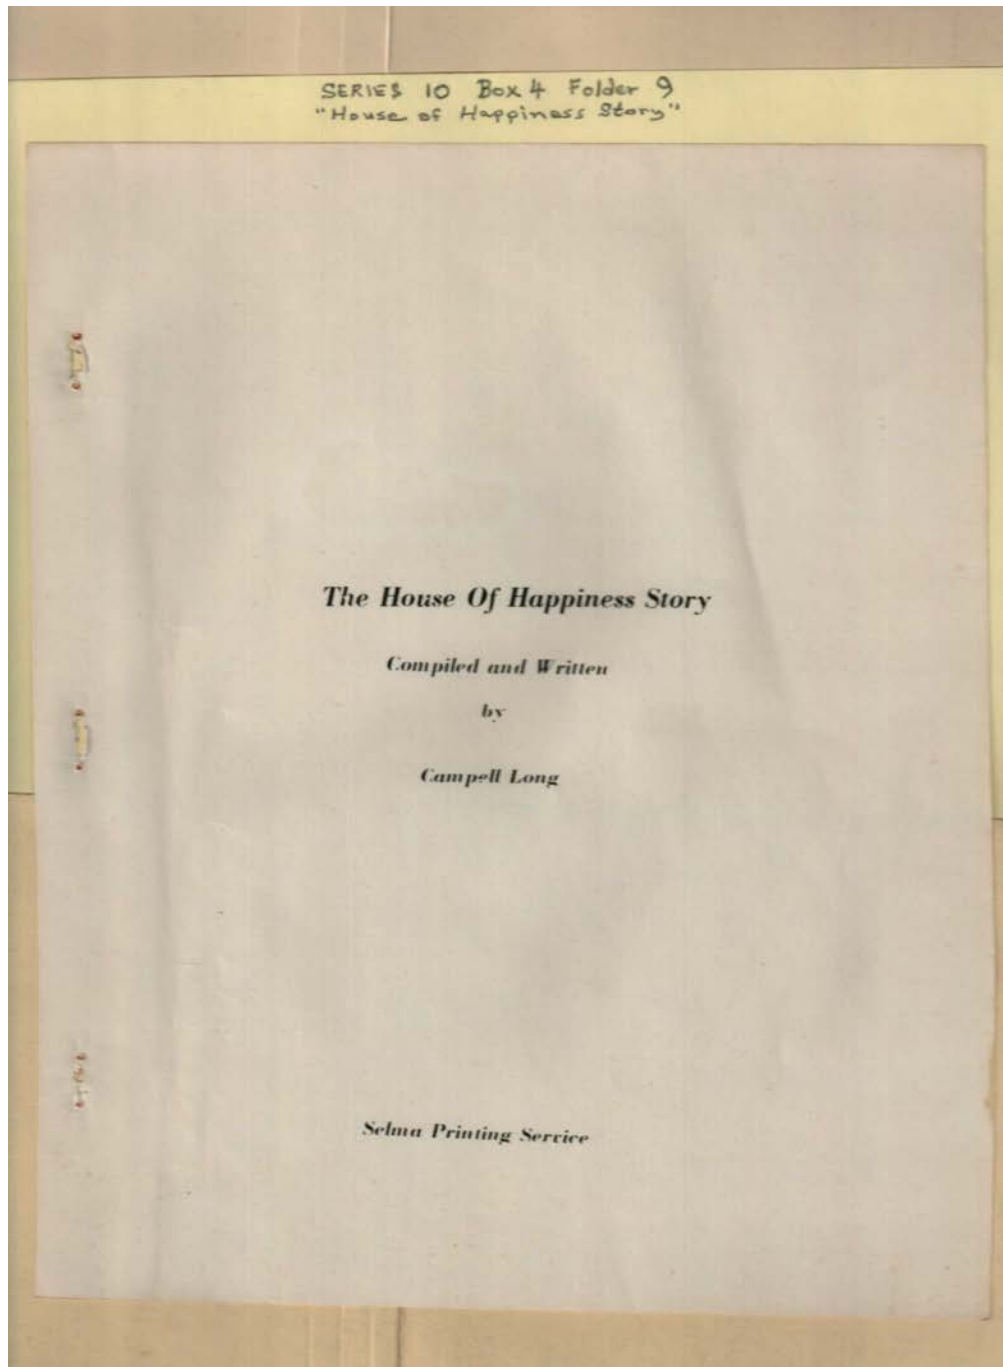 SERIES 10 Box 4 Folder 9
"House of Happiness Story"
The House Of Happiness Story
Compiled and Written
by
Campell Long
Selma Printing Service